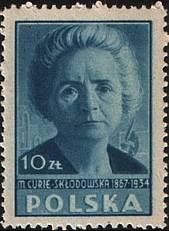 10 ZŁ
M. CURIE-SKŁODOWSKA 1867-1934
POLSKA